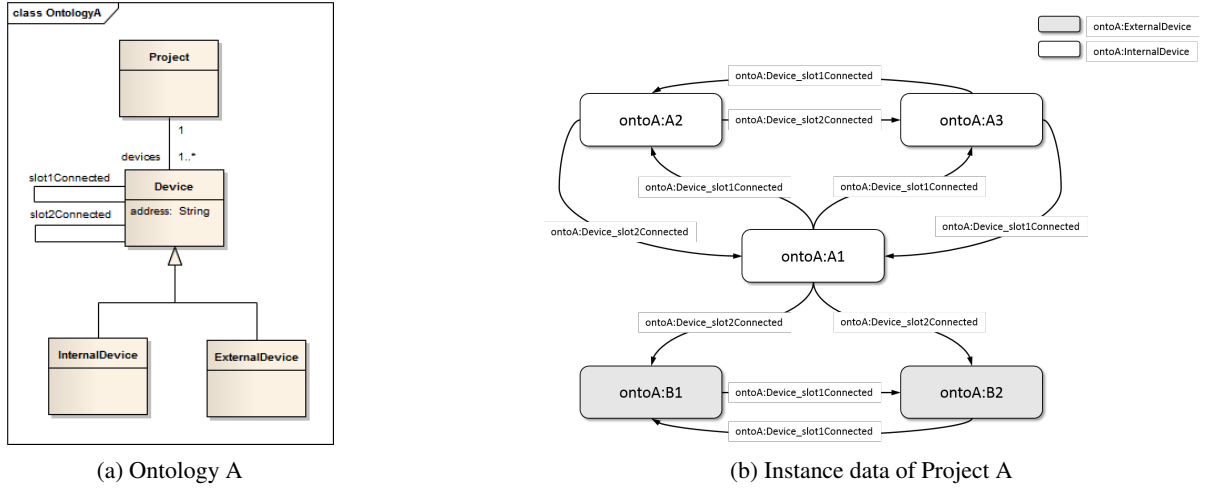 class OntologyA
Project
1
devices
1..*
slot1Connected
Device
address: String
slot2Connected
InternalDevice
ExternalDevice
(a) Ontology A
ontoA:ExternalDevice
ontoA:InternalDevice
ontoA:Device_slot1Connected
ontoA:A2
ontoA:Device_slot2Connected
ontoA:A3
ontoA:Device_slot1Connected
ontoA:Device_slot1Connected
ontoA:Device_slot2Connected
ontoA:Device_slot1Connected
ontoA:A1
ontoA:Device_slot2Connected
ontoA:Device_slot2Connected
ontoA:B1
ontoA:Device_slot1Connected
ontoA:B2
ontoA:Device_slot1Connected
(b) Instance data of Project A